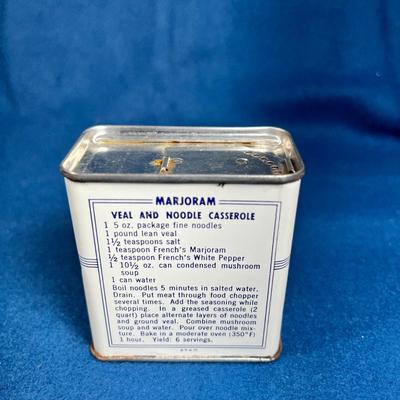 MARJORAM
VEAL AND NOODLE CASSEROLE
1 5 oz. package fine noodles
1 pound lean veal
1½ teaspoons salt
1 teaspoon French's Marjoram
½ teaspoon French's White Pepper
1 10½ oz. can condensed mushroom
soup
1 can water
Boil noodles 5 minutes in salted water.
Drain. Put meat through food chopper
several times. Add the seasoning while
chopping. In a greased casserole (2
quart) place alternate layers of noodles
and ground veal. Combine mushroom
soup and water. Pour over noodle mix-
ture. Bake in a moderate oven (350°F)
1 hour. Yield: 6 servings.